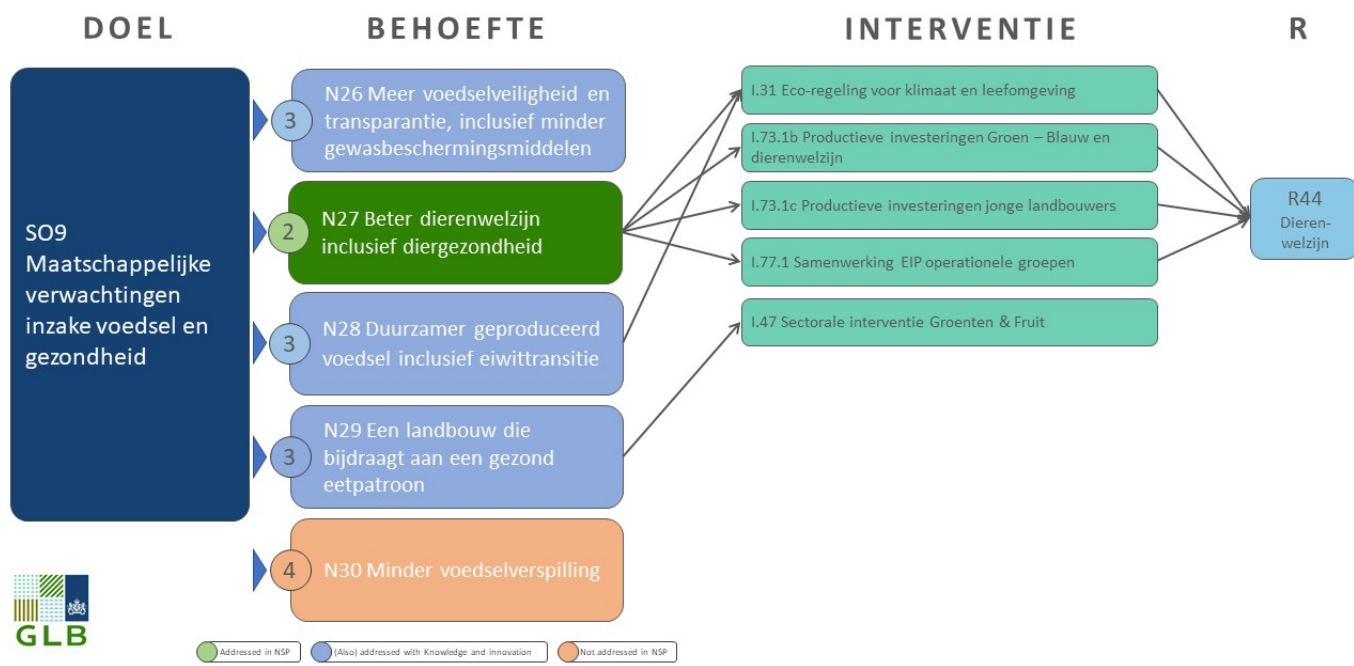 DOEL
BEHOEFTE
INTERVENTIE
R
SO9
Maatschappelijke
verwachtingen
inzake voedsel en
gezondheid
3
N26 Meer voedselveiligheid en
transparantie, inclusief minder
gewasbeschermingsmiddelen
2
N27 Beter dierenwelzijn
inclusief diergezondheid
3
N28 Duurzamer geproduceerd
voedsel inclusief eiwittransitie
3
N29 Een landbouw die
bijdraagt aan een gezond
eetpatroon
4
N30 Minder voedselverspilling
I.31 Eco-regeling voor klimaat en leefomgeving
I.73.1b Productieve investeringen Groen – Blauw en
dierenwelzijn
I.73.1c Productieve investeringen jonge landbouwers
I.77.1 Samenwerking EIP operationele groepen
I.47 Sectorale interventie Groenten & Fruit
R44
Dieren-
welzijn
GLB
Addressed in NSP
(Also) addressed with Knowledge and innovation
Not addressed in NSP